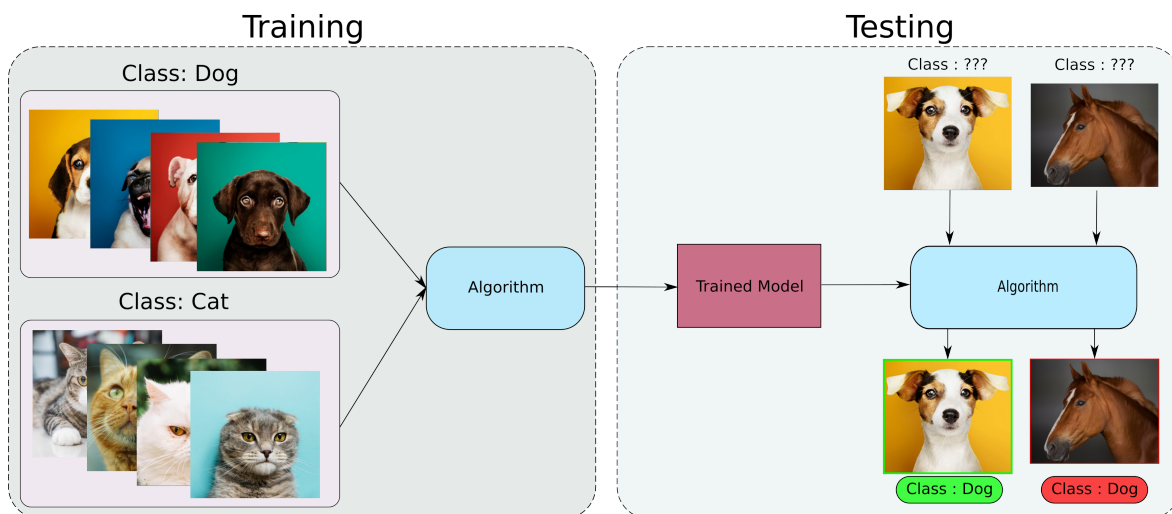 Training
Class: Dog
Class: Cat
Algorithm
Testing
Class : ???
Class : ???
Trained Model
Algorithm
Class : Dog
Class : Dog